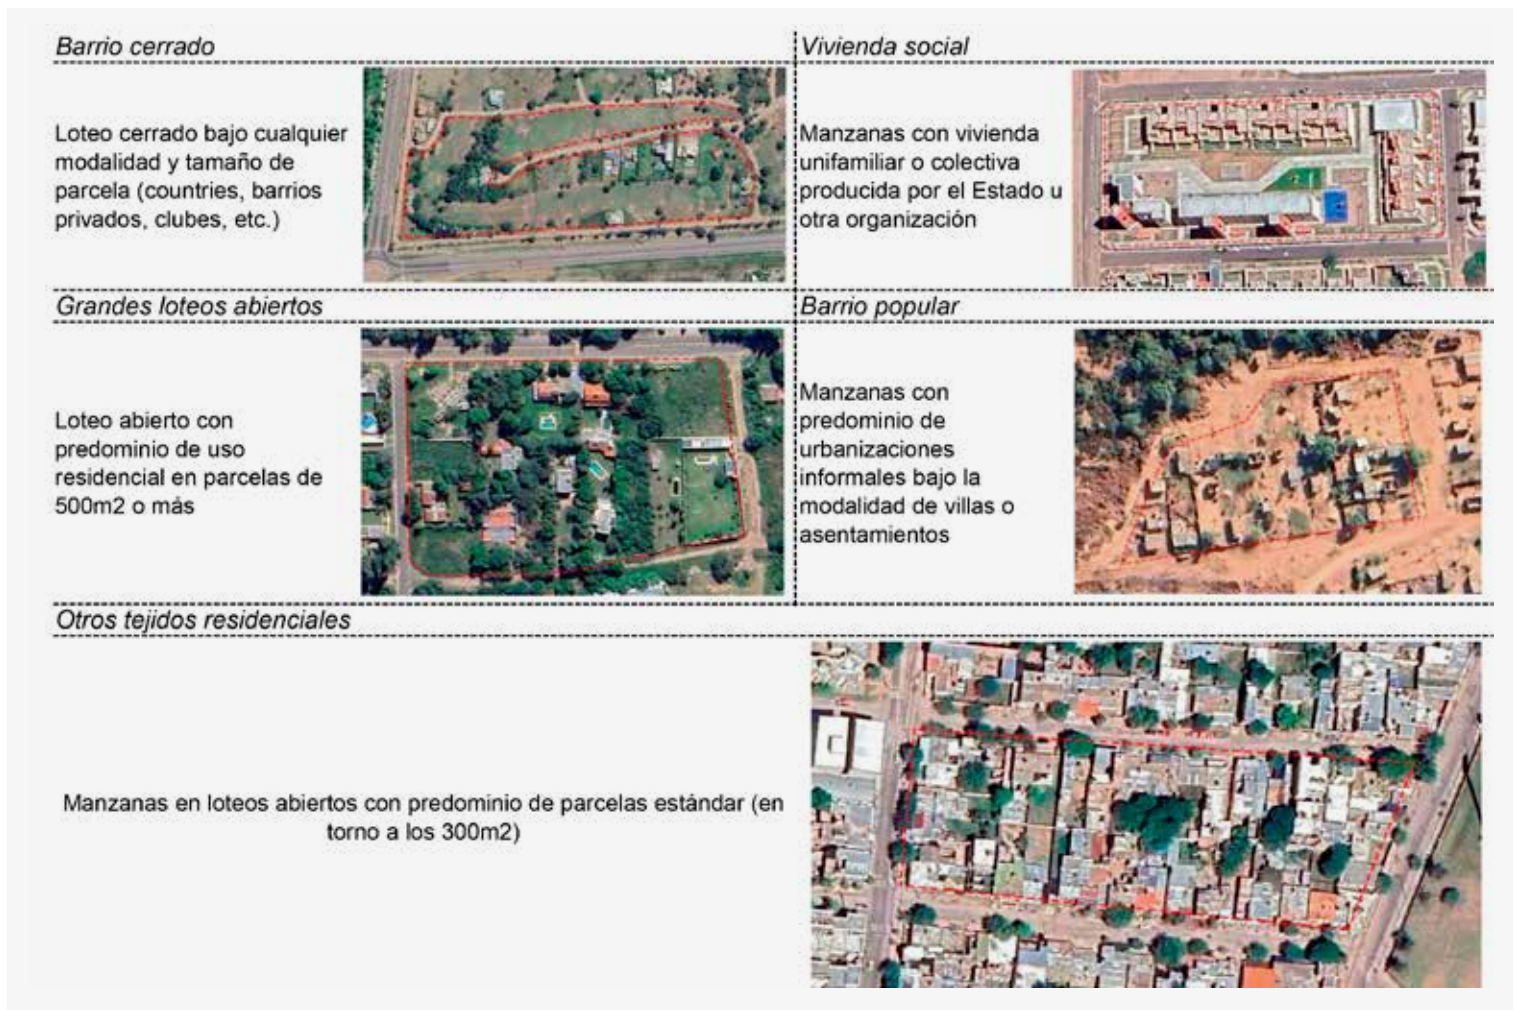 Barrio cerrado
Loteo cerrado bajo cualquier
modalidad y tamaño de
parcela (countries, barrios
privados, clubes, etc.)
Vivienda social
Manzanas con vivienda
unifamiliar o colectiva
producida por el Estado u
otra organización
Grandes loteos abiertos
Loteo abierto con
predominio de uso
residencial en parcelas de
500m2 o más
Barrio popular
Manzanas con
predominio de
urbanizaciones
informales bajo la
modalidad de villas o
asentamientos
Otros tejidos residenciales
Manzanas en loteos abiertos con predominio de parcelas estándar (en
torno a los 300m2)